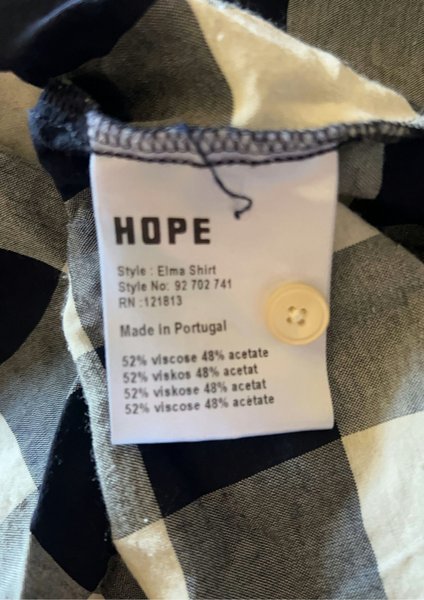 HOPE
Style : Elma Shirt
Style No: 92 702 741
RN :121813
Made in Portugal
52% viscose 48% acetate
52% viskos 48% acetat
52% viskose 48% acetat
52% viscose 48% acètate